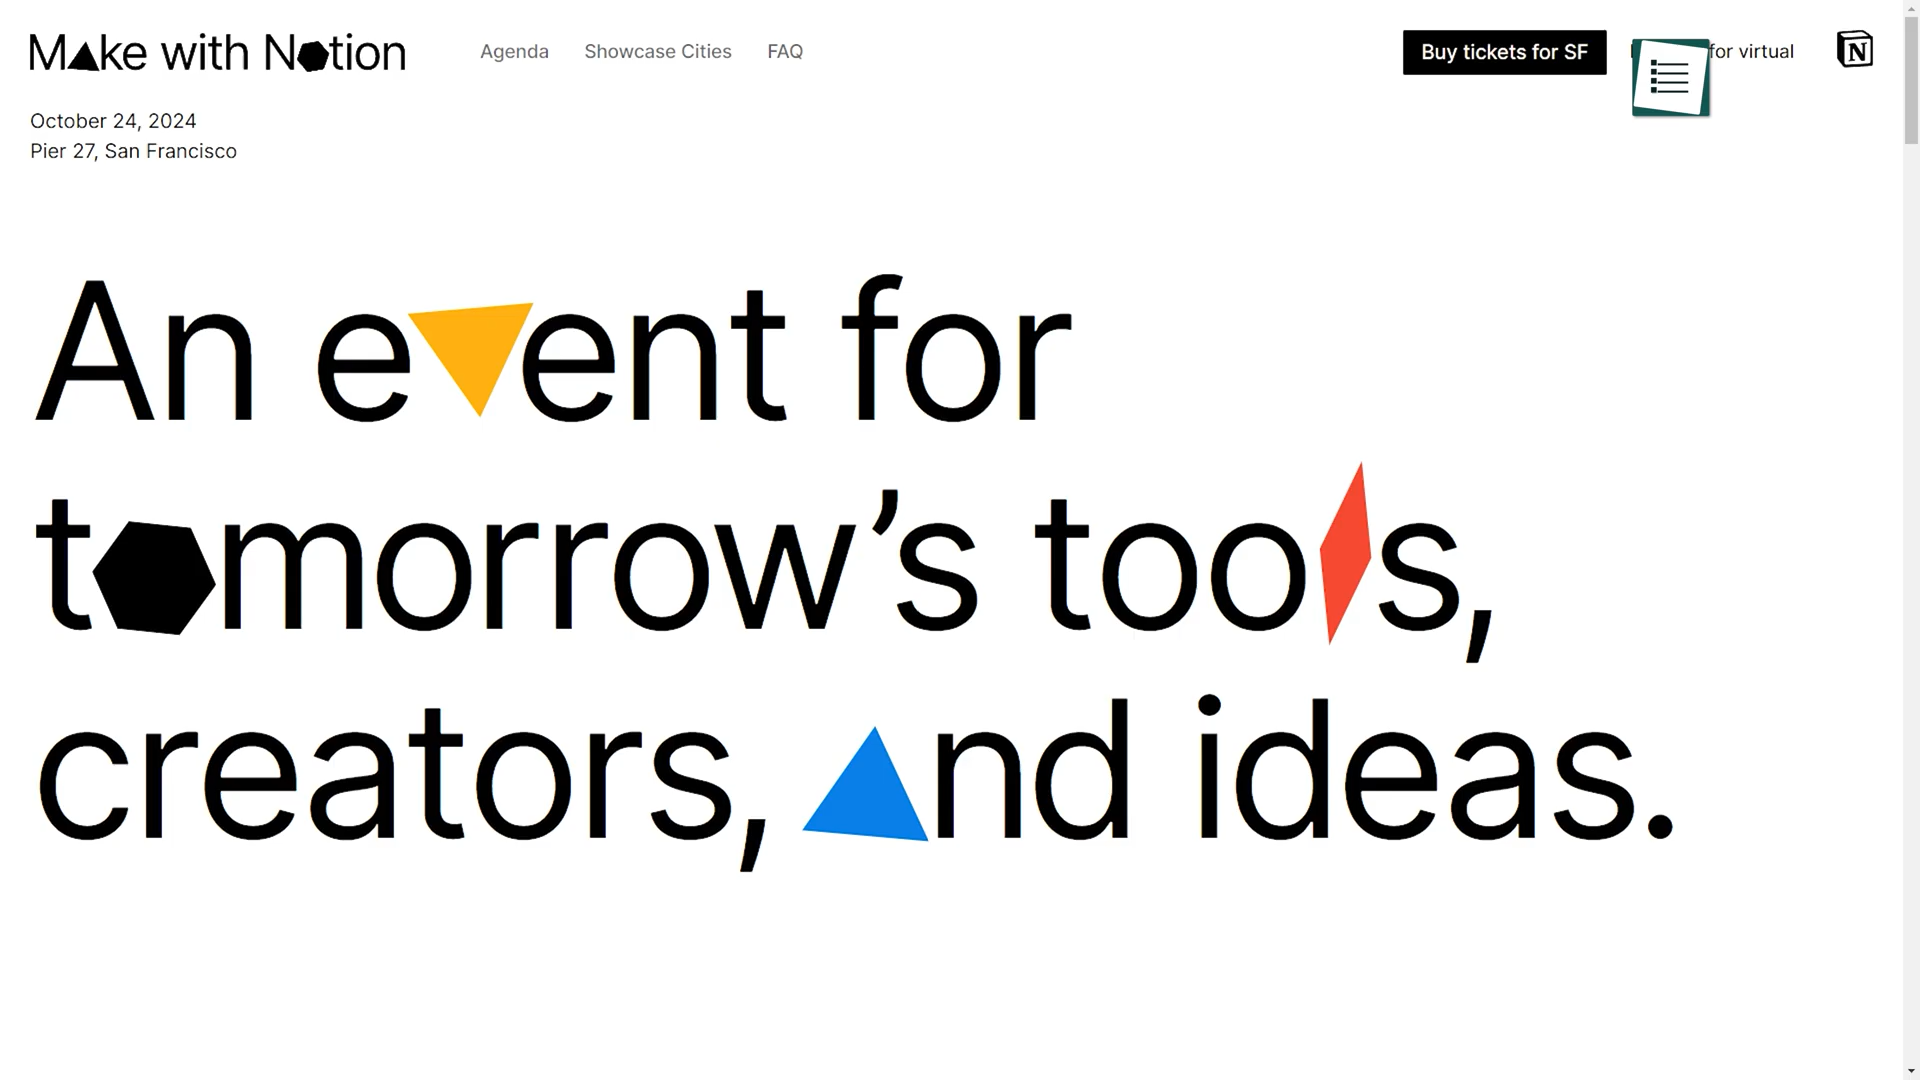 Make with Notion
Agenda
Showcase Cities
FAQ
Buy tickets for SF
for virtual
N
October 24, 2024
Pier 27, San Francisco
An event for
tomorrow’s tools,
creators, and ideas.